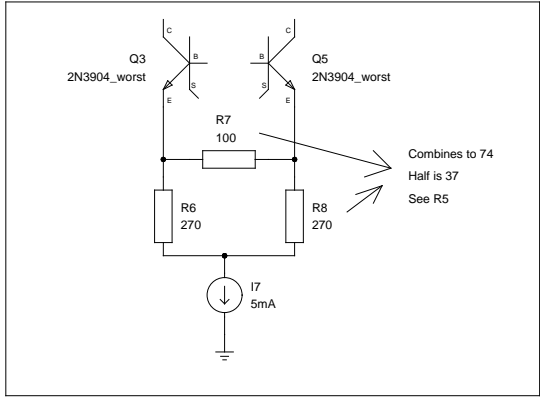 C
C
Q3
B
B
Q5
2N3904_worst
2N3904_worst
S
S
E
E
R7
100
Combines to 74
Half is 37
See R5
R6
270
R8
270
I7
5mA